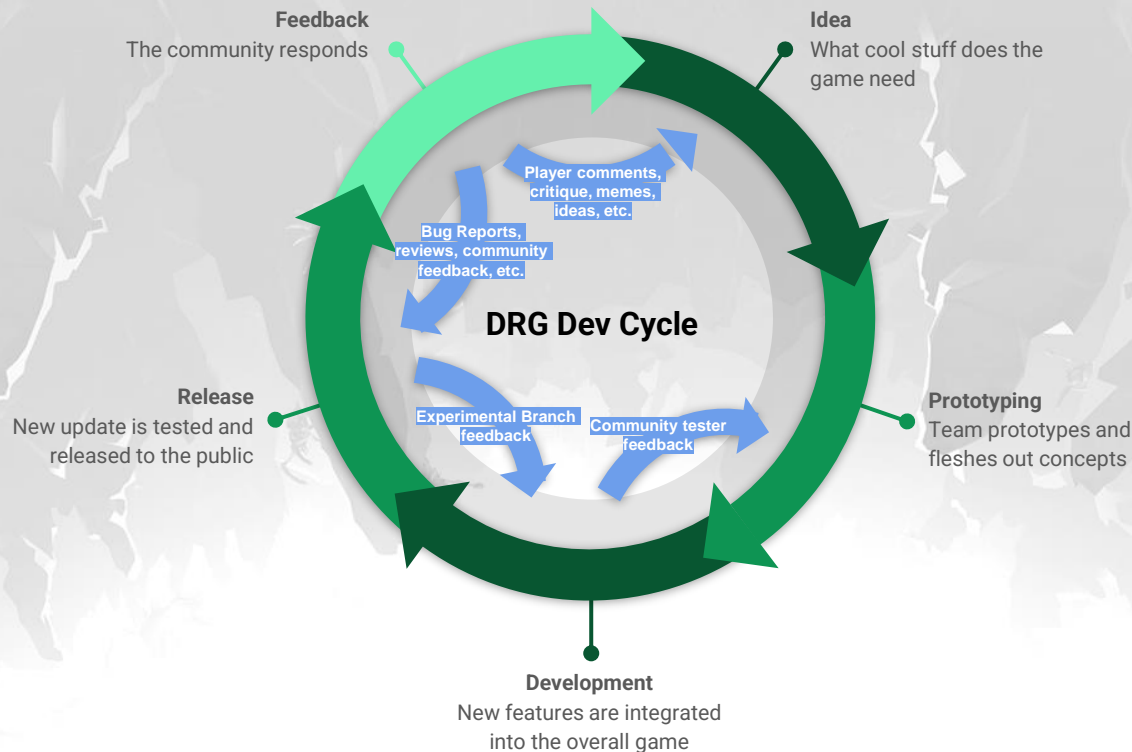 Feedback
The community responds
Idea
What cool stuff does the
game need
Player comments,
critique, memes,
ideas, etc.
Bug Reports,
reviews, community
feedback, etc.
DRG Dev Cycle
Release
New update is tested and
released to the public
Experimental Branch
feedback
Community tester
feedback
Prototyping
Team prototypes and
fleshes out concepts
Development
New features are integrated
into the overall game